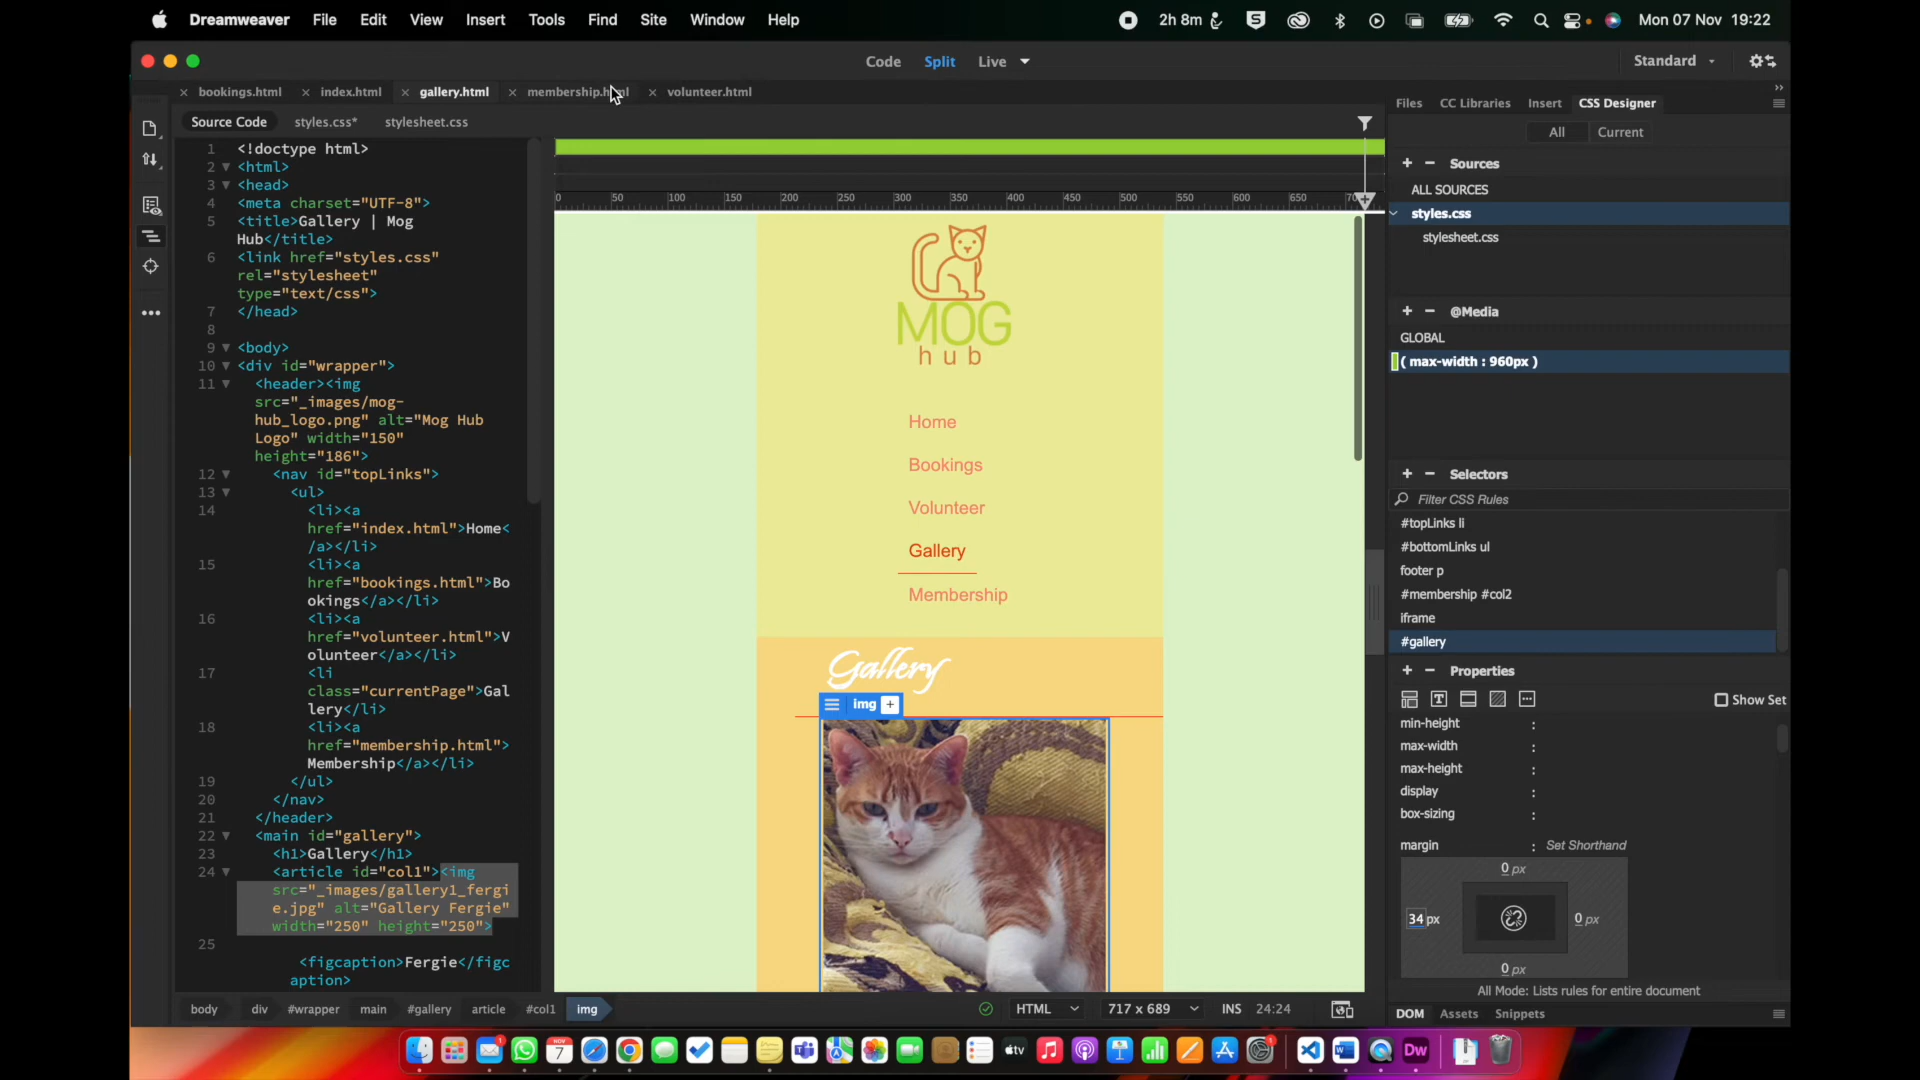 Dreamweaver File Edit View Insert Tools Find Site Window Help 2h 8m Mon 07 Nov 19:22
Code Split Live Standard
bookings.html index.html gallery.html membership.html volunteer.html
Source Code styles.css* stylesheet.css
1 <!doctype html>
2 <html>
3 <head>
4 <meta charset="UTF-8">
5 <title>Gallery | Mog
Hub</title>
6 <link href="styles.css"
rel="stylesheet"
type="text/css">
7 </head>
8
9 <body>
10 <div id="wrapper">
11 <header><img
src="_images/mog-
hub_logo.png" alt="Mog Hub
Logo" width="150"
height="186">
12 <nav id="topLinks">
13 <ul>
14 <li><a
href="index.html">Home<
/a></li>
15 <li><a
href="bookings.html">Bo
okings</a></li>
16 <li><a
href="volunteer.html">V
olunteer</a></li>
17 <li
class="currentPage">Gal
lery</li>
18 <li><a
href="membership.html">
Membership</a></li>
19 </ul>
20 </nav>
21 </header>
22 <main id="gallery">
23 <h1>Gallery</h1>
24 <article id="col1"><img
src="_images/gallery1_fergi
e.jpg" alt="Gallery Fergie"
width="250" height="250">
25
<figcaption>Fergie</figc
aption>
0 50 100 150 200 250 300 350 400 450 500 550 600 650
MOG
hub
Home
Bookings
Volunteer
Gallery
Membership
Gallery
img +
Files CC Libraries Insert CSS Designer
All Current
+ − Sources
ALL SOURCES
styles.css
stylesheet.css
+ − @Media
GLOBAL
( max-width : 960px )
+ − Selectors
Filter CSS Rules
#topLinks li
#bottomLinks ul
footer p
#membership #col2
iframe
#gallery
+ − Properties
Show Set
min-height :
max-width :
max-height :
display :
box-sizing :
margin : Set Shorthand
0 px
34 px 0 px
0 px
All Mode: Lists rules for entire document
body div #wrapper main #gallery article #col1 img HTML 717 x 689 INS 24:24
DOM Assets Snippets
1 NOV 7 tv 1 Dw